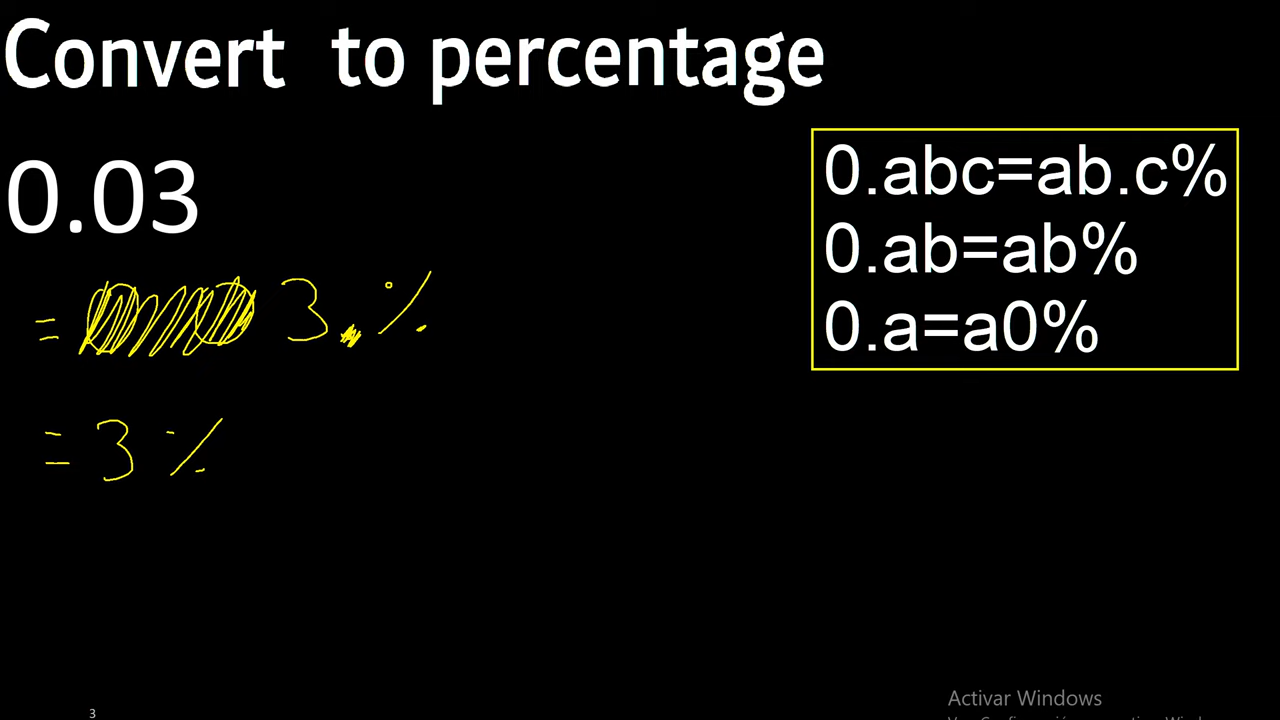 Convert to percentage
0.03
= 3.%
= 3 %
0.abc=ab.c%
0.ab=ab%
0.a=a0%
Activar Windows
3